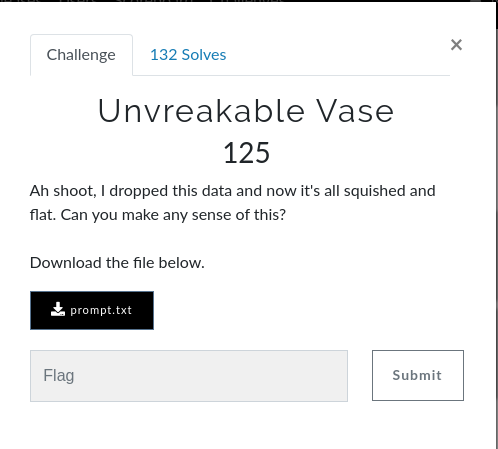 Challenge
132 Solves
×
Unvreakable Vase
125
Ah shoot, I dropped this data and now it's all squished and
flat. Can you make any sense of this?
Download the file below.
prompt.txt
Flag
Submit